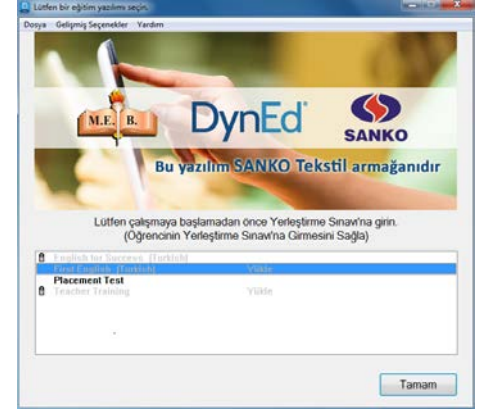 Lütfen bir eğitim yazılımı seçin.
Dosya Gelişmiş Seçenekler Yardım
M.E. B.
DynEd
SANKO
Bu yazılım SANKO Tekstil armağanıdır
Lütfen çalışmaya başlamadan önce Yerleştirme Sınavı'na girin.
(Öğrencinin Yerleştirme Sınavı'na Girmesini Sağla)
English for Success (Turkish)
First English (Turkish) Yükle
Placement Test
Teacher Training Yükle
Tamam